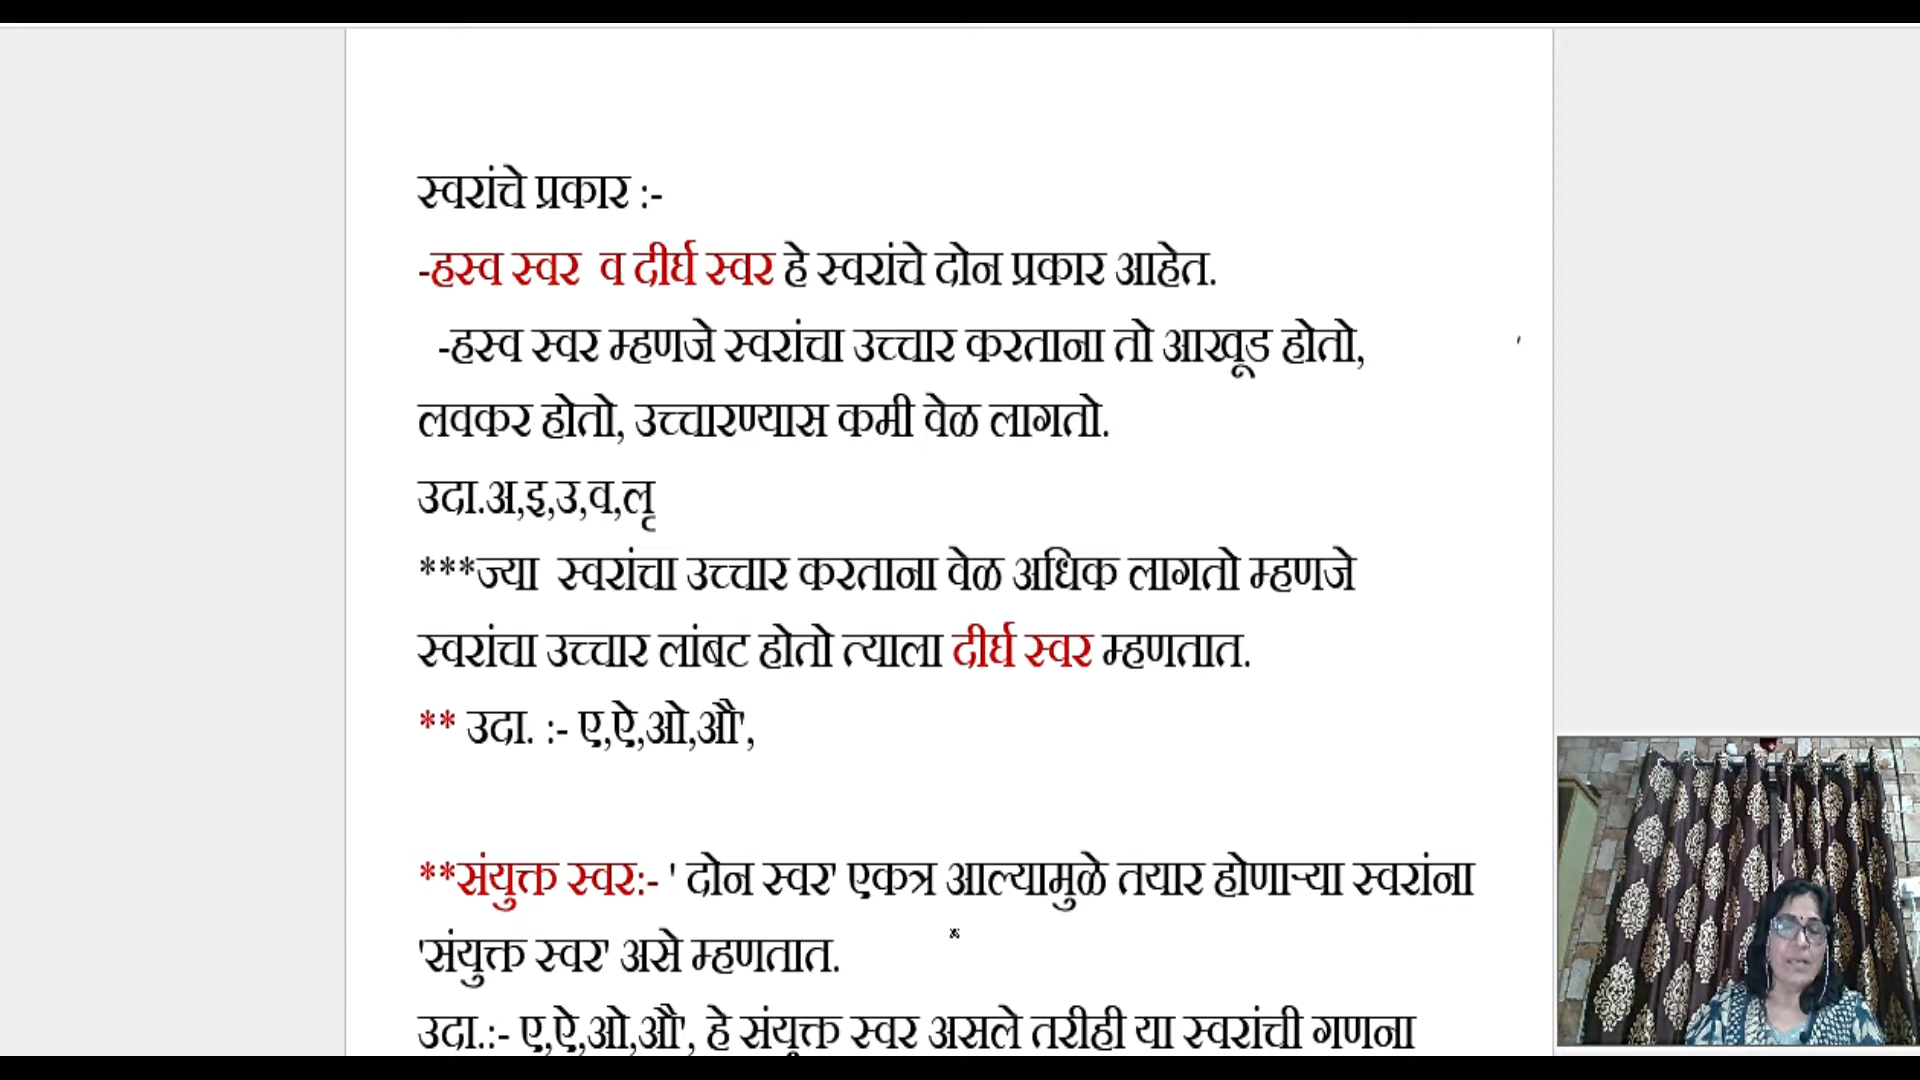 स्वरांचे प्रकार :-
-हस्व स्वर व दीर्घ स्वर हे स्वरांचे दोन प्रकार आहेत.
-हस्व स्वर म्हणजे स्वरांचा उच्चार करताना तो आखूड होतो,
लवकर होतो, उच्चारण्यास कमी वेळ लागतो.
उदा.अ,इ,उ,व,लृ
***ज्या स्वरांचा उच्चार करताना वेळ अधिक लागतो म्हणजे
स्वरांचा उच्चार लांबट होतो त्याला दीर्घ स्वर म्हणतात.
** उदा. :- ए,ऐ,ओ,औ',
**संयुक्त स्वर:- ' दोन स्वर' एकत्र आल्यामुळे तयार होणाऱ्या स्वरांना
'संयुक्त स्वर' असे म्हणतात.
उदा.:- ए,ऐ,ओ,औ', हे संयुक्त स्वर असले तरीही या स्वरांची गणना